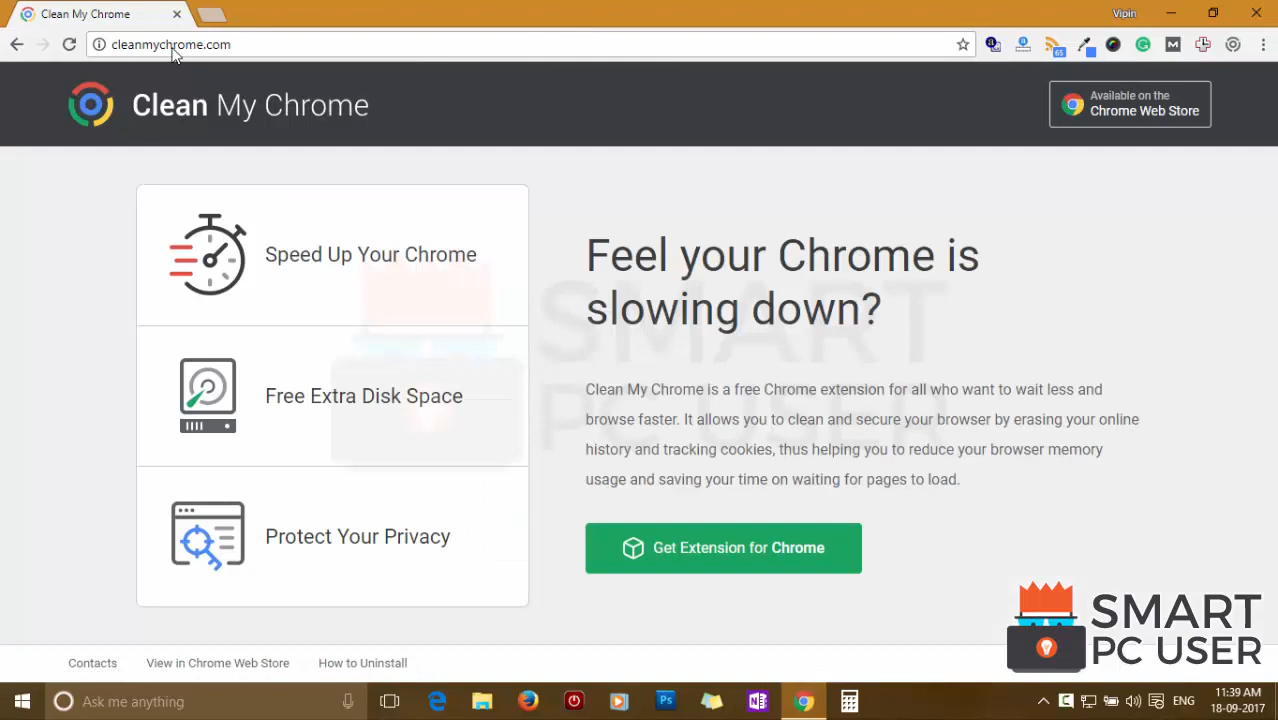 Clean My Chrome
Vipin
cleanmychrome.com
65
M
Clean My Chrome
Available on the
Chrome Web Store
Speed Up Your Chrome
Free Extra Disk Space
Protect Your Privacy
Feel your Chrome is
slowing down?
Clean My Chrome is a free Chrome extension for all who want to wait less and
browse faster. It allows you to clean and secure your browser by erasing your online
history and tracking cookies, thus helping you to reduce your browser memory
usage and saving your time on waiting for pages to load.
Get Extension for Chrome
SMART
PC USER
SMART
PC USER
Contacts
View in Chrome Web Store
How to Uninstall
Ask me anything
Ps
ENG
11:39 AM
18-09-2017